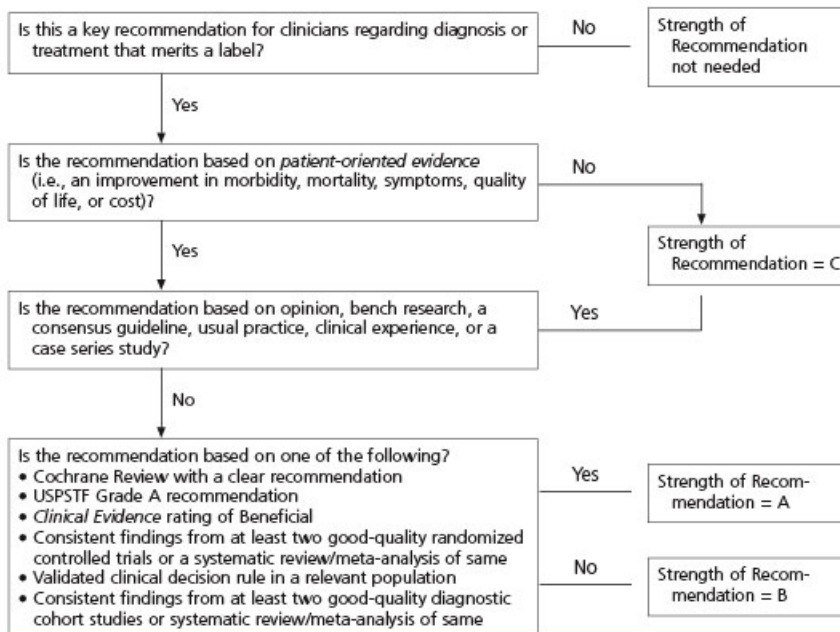 Is this a key recommendation for clinicians regarding diagnosis or
treatment that merits a label?
No
Strength of
Recommendation
not needed
Yes
Is the recommendation based on patient-oriented evidence
(i.e., an improvement in morbidity, mortality, symptoms, quality
of life, or cost)?
No
Yes
Strength of
Recommendation = C
Is the recommendation based on opinion, bench research, a
consensus guideline, usual practice, clinical experience, or a
case series study?
Yes
No
Is the recommendation based on one of the following?
• Cochrane Review with a clear recommendation
• USPSTF Grade A recommendation
• Clinical Evidence rating of Beneficial
• Consistent findings from at least two good-quality randomized
controlled trials or a systematic review/meta-analysis of same
• Validated clinical decision rule in a relevant population
• Consistent findings from at least two good-quality diagnostic
cohort studies or systematic review/meta-analysis of same
Yes
Strength of Recom-
mendation = A
No
Strength of Recom-
mendation = B